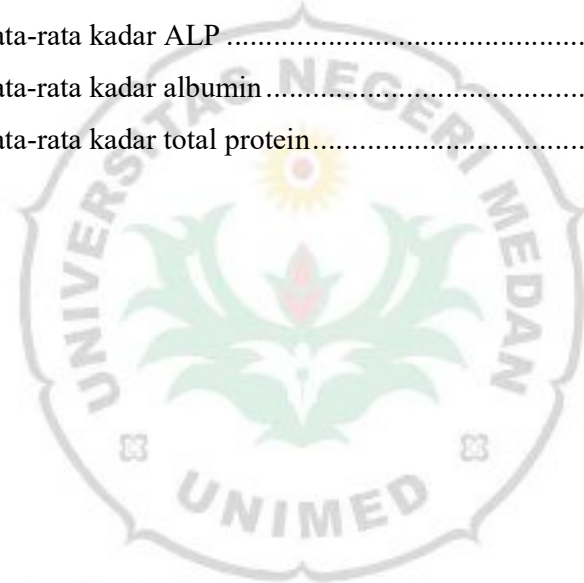 ata-rata kadar ALP ...............................................
ata-rata kadar albumin ..........................................
ata-rata kadar total protein ...................................
UNIVERSITAS NEGERI MEDAN
UNIMED